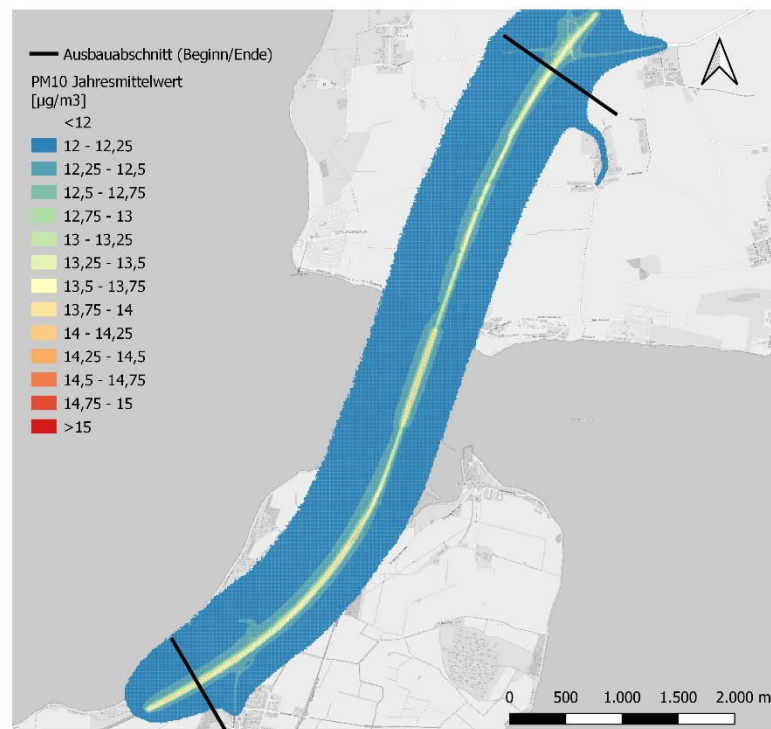 Ausbauabschnitt (Beginn/Ende)
PM10 Jahresmittelwert
[µg/m3]
<12
12 - 12,25
12,25 - 12,5
12,5 - 12,75
12,75 - 13
13 - 13,25
13,25 - 13,5
13,5 - 13,75
13,75 - 14
14 - 14,25
14,25 - 14,5
14,5 - 14,75
14,75 - 15
>15
0 500 1.000 1.500 2.000 m